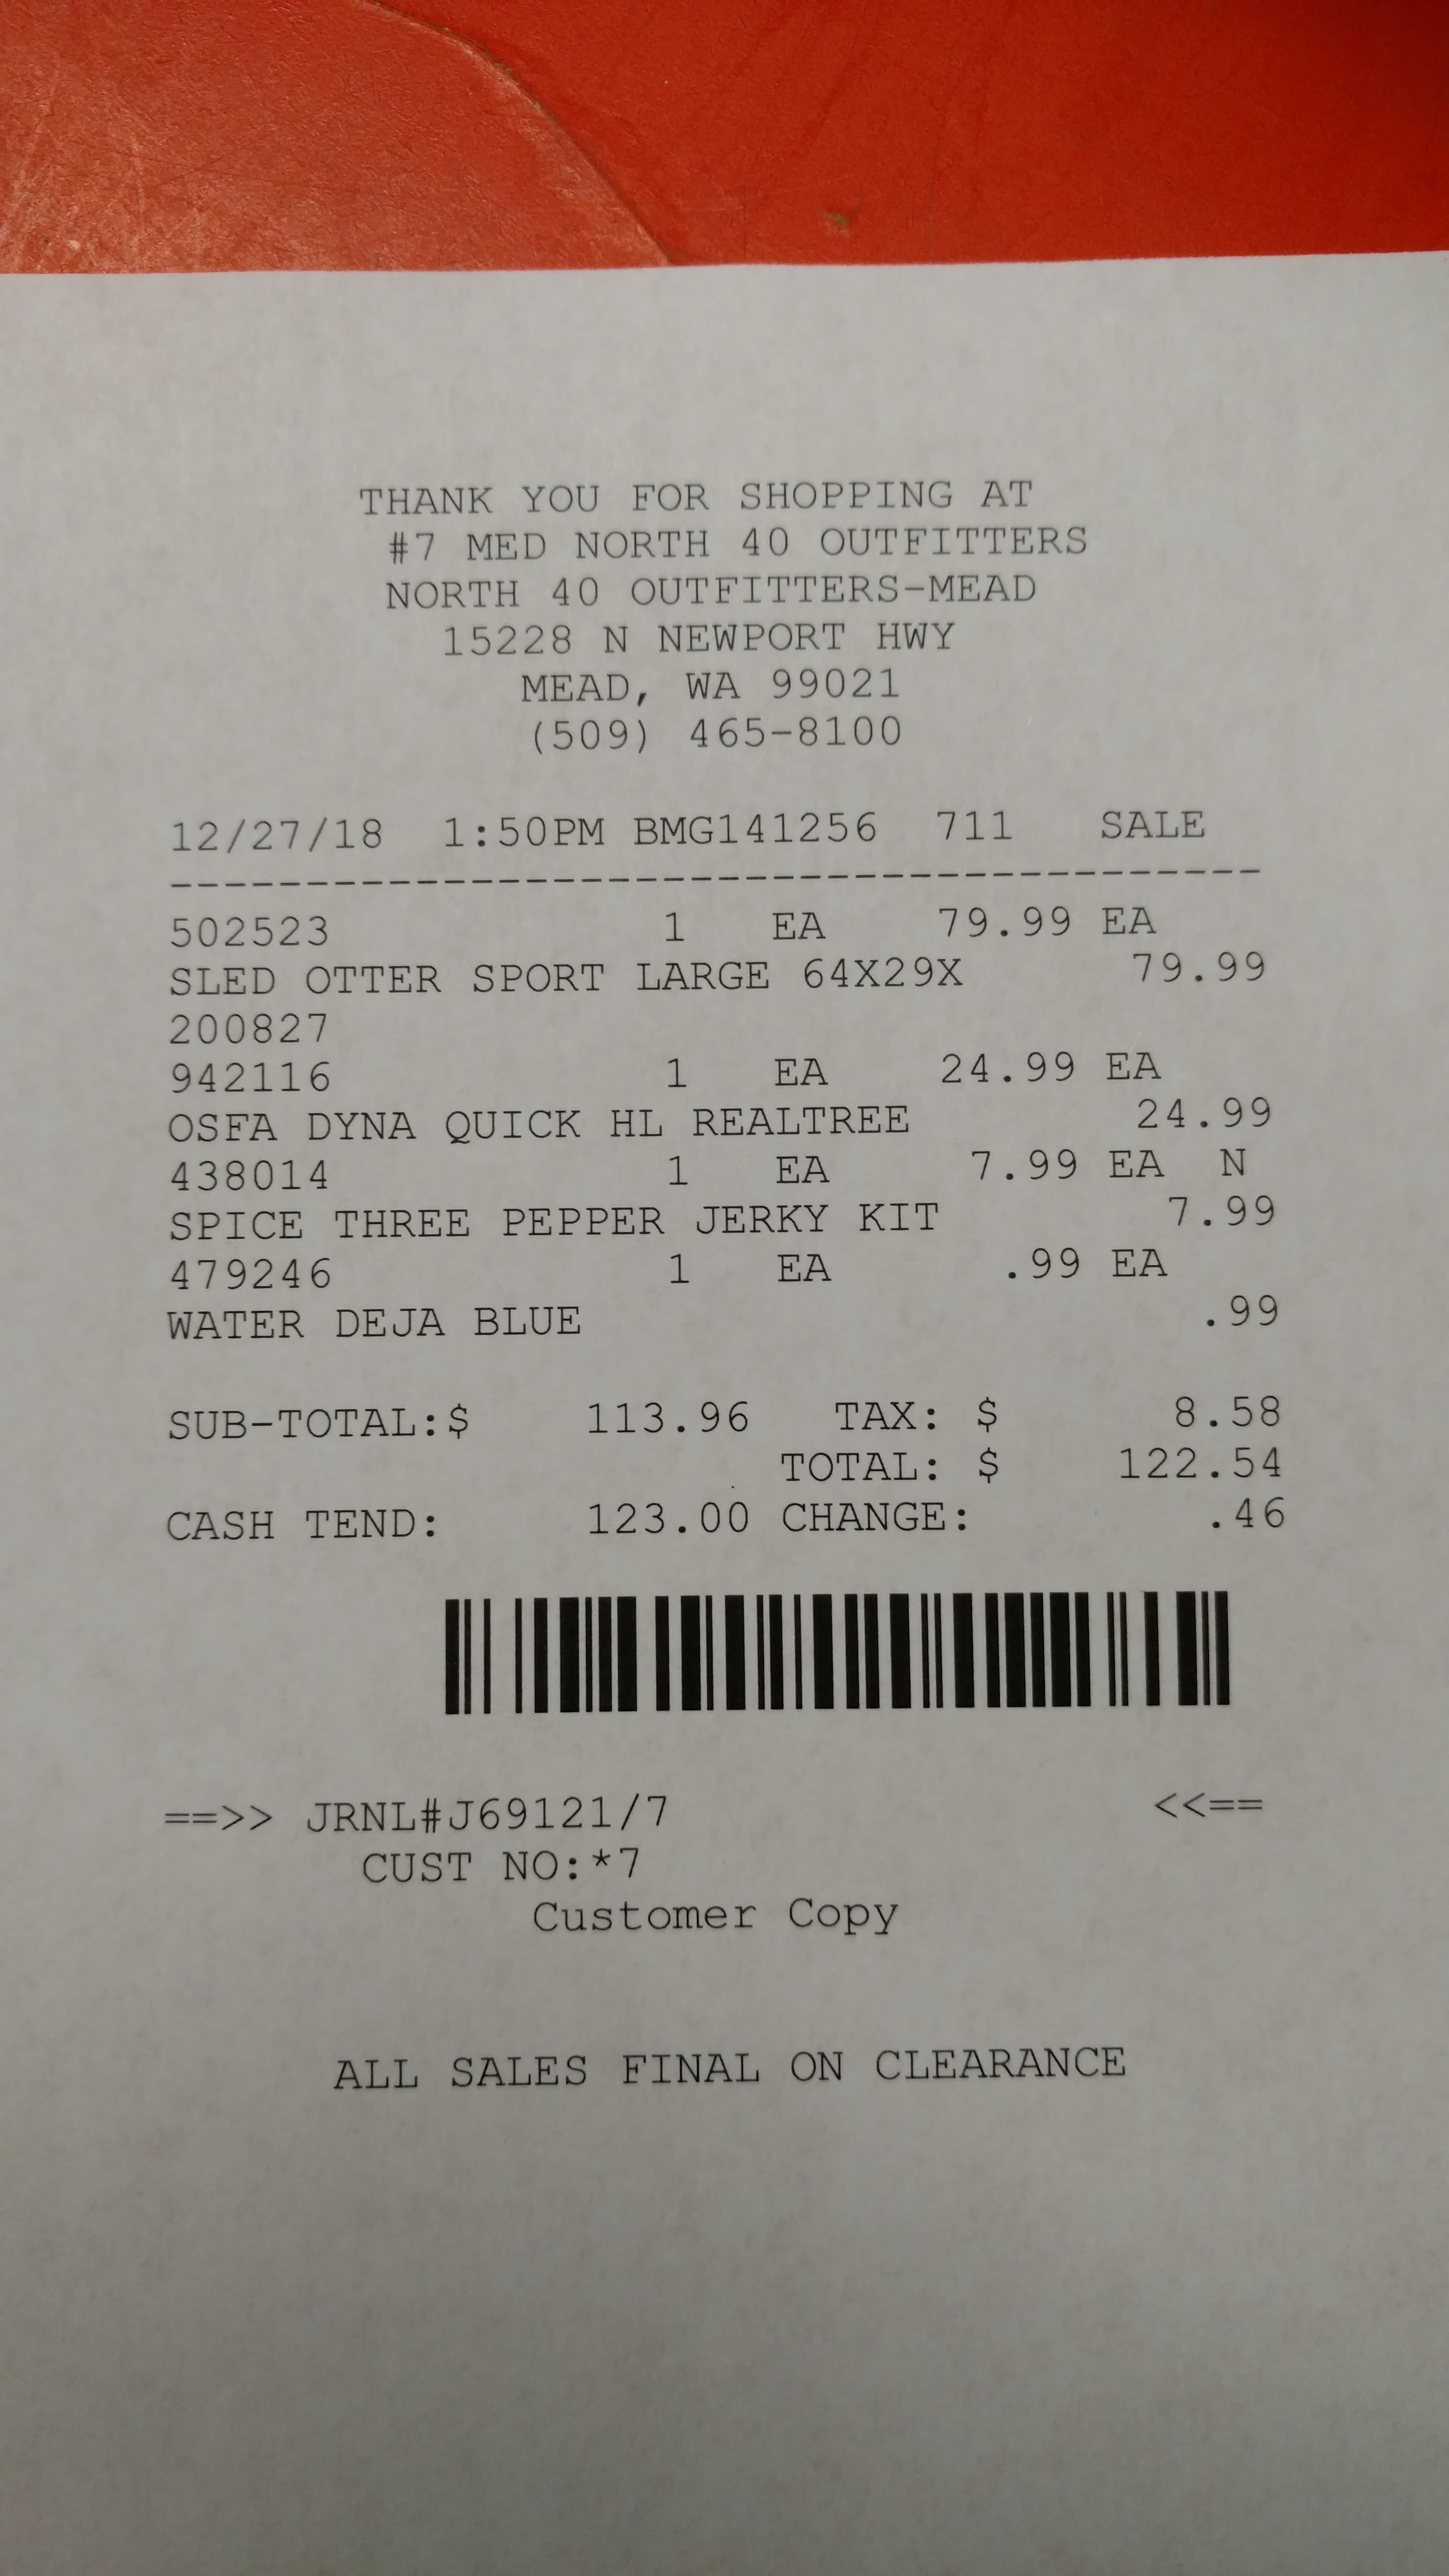 THANK YOU FOR SHOPPING AT
#7 MED NORTH 40 OUTFITTERS
NORTH 40 OUTFITTERS-MEAD
15228 N NEWPORT HWY
MEAD, WA 99021
(509) 465-8100
12/27/18 1:50PM BMG141256 711 SALE
----------------------------------------
502523 1 EA 79.99 EA
SLED OTTER SPORT LARGE 64X29X 79.99
200827
942116 1 EA 24.99 EA
OSFA DYNA QUICK HL REALTREE 24.99
438014 1 EA 7.99 EA N
SPICE THREE PEPPER JERKY KIT 7.99
479246 1 EA .99 EA
WATER DEJA BLUE .99
SUB-TOTAL:$ 113.96 TAX: $ 8.58
TOTAL: $ 122.54
CASH TEND: 123.00 CHANGE: .46
==>> JRNL#J69121/7 <<==
CUST NO:*7
Customer Copy
ALL SALES FINAL ON CLEARANCE